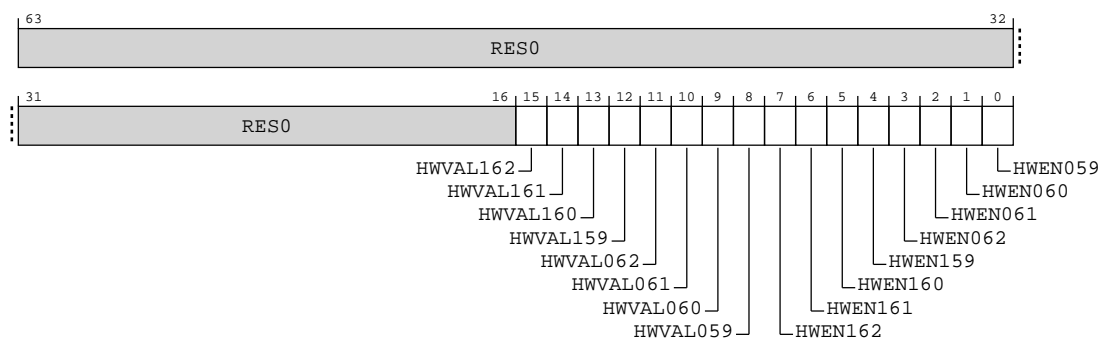 63 32
RES0
31 16 15 14 13 12 11 10 9 8 7 6 5 4 3 2 1 0
RES0
HWVAL162 HWEN059
HWVAL161 HWEN060
HWVAL160 HWEN061
HWVAL159 HWEN062
HWVAL062 HWEN159
HWVAL061 HWEN160
HWVAL060 HWEN161
HWVAL059 HWEN162